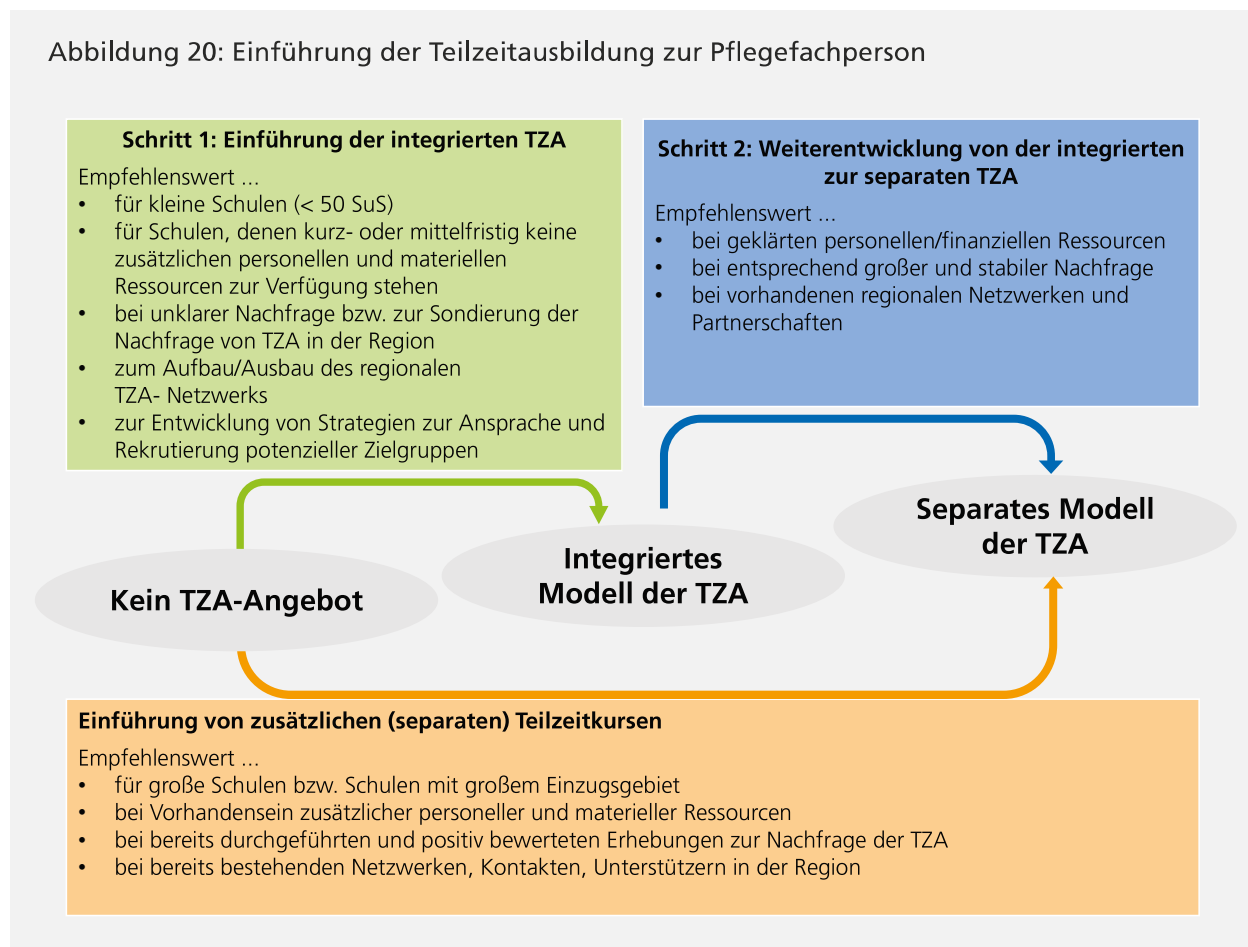 Abbildung 20: Einführung der Teilzeitausbildung zur Pflegefachperson
Schritt 1: Einführung der integrierten TZA
Empfehlenswert ...
• für kleine Schulen (< 50 SuS)
• für Schulen, denen kurz- oder mittelfristig keine
zusätzlichen personellen und materiellen
Ressourcen zur Verfügung stehen
• bei unklarer Nachfrage bzw. zur Sondierung der
Nachfrage von TZA in der Region
• zum Aufbau/Ausbau des regionalen
TZA- Netzwerks
• zur Entwicklung von Strategien zur Ansprache und
Rekrutierung potenzieller Zielgruppen
Schritt 2: Weiterentwicklung von der integrierten
zur separaten TZA
Empfehlenswert ...
• bei geklärten personellen/finanziellen Ressourcen
• bei entsprechend großer und stabiler Nachfrage
• bei vorhandenen regionalen Netzwerken und
Partnerschaften
Kein TZA-Angebot
Integriertes
Modell der TZA
Separates Modell
der TZA
Einführung von zusätzlichen (separaten) Teilzeitkursen
Empfehlenswert ...
• für große Schulen bzw. Schulen mit großem Einzugsgebiet
• bei Vorhandensein zusätzlicher personeller und materieller Ressourcen
• bei bereits durchgeführten und positiv bewerteten Erhebungen zur Nachfrage der TZA
• bei bereits bestehenden Netzwerken, Kontakten, Unterstützern in der Region